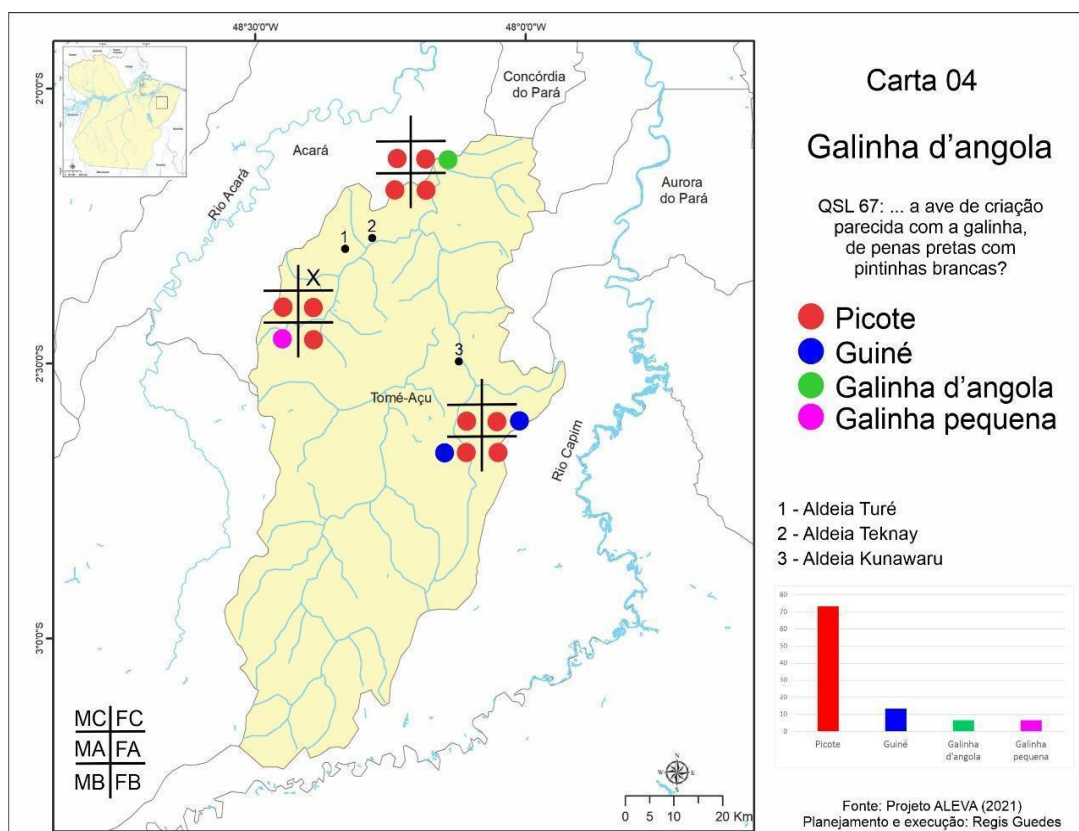 48°30'0"W
48°0'0"W
2°0'0"S
2°30'0"S
3°0'0"S
Concórdia
do Pará
Acará
Rio Acará
Aurora
do Pará
1
2
X
3
Tomé-Açu
Rio Capim
MC FC
MA FA
MB FB
N
W
E
S
0 5 10 20 Km
Carta 04
Galinha d'angola
QSL 67: ... a ave de criação
parecida com a galinha,
de penas pretas com
pintinhas brancas?
Picote
Guiné
Galinha d'angola
Galinha pequena
1 - Aldeia Turé
2 - Aldeia Teknay
3 - Aldeia Kunawaru
80
70
60
50
40
30
20
10
0
Picote
Guiné
Galinha
d'angola
Galinha
pequena
Fonte: Projeto ALEVA (2021)
Planejamento e execução: Regis Guedes